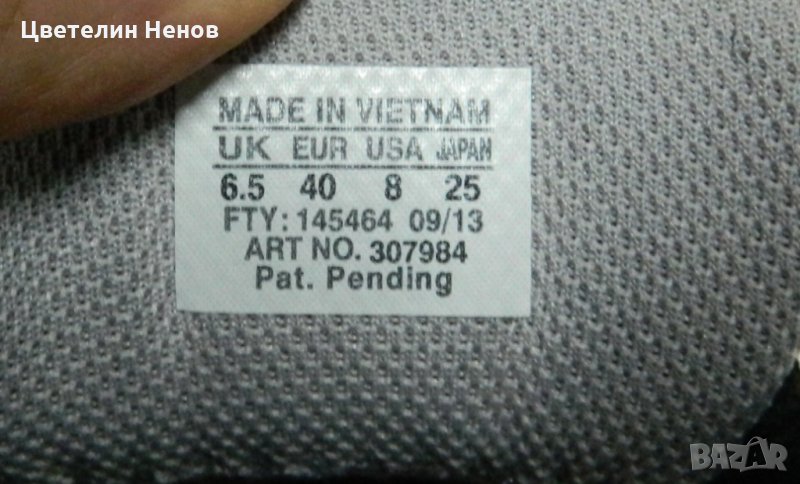 Цветелин Ненов
MADE IN VIETNAM
UK EUR USA JAPAN
6.5 40 8 25
FTY: 145464 09/13
ART NO. 307984
Pat. Pending
BAZAR